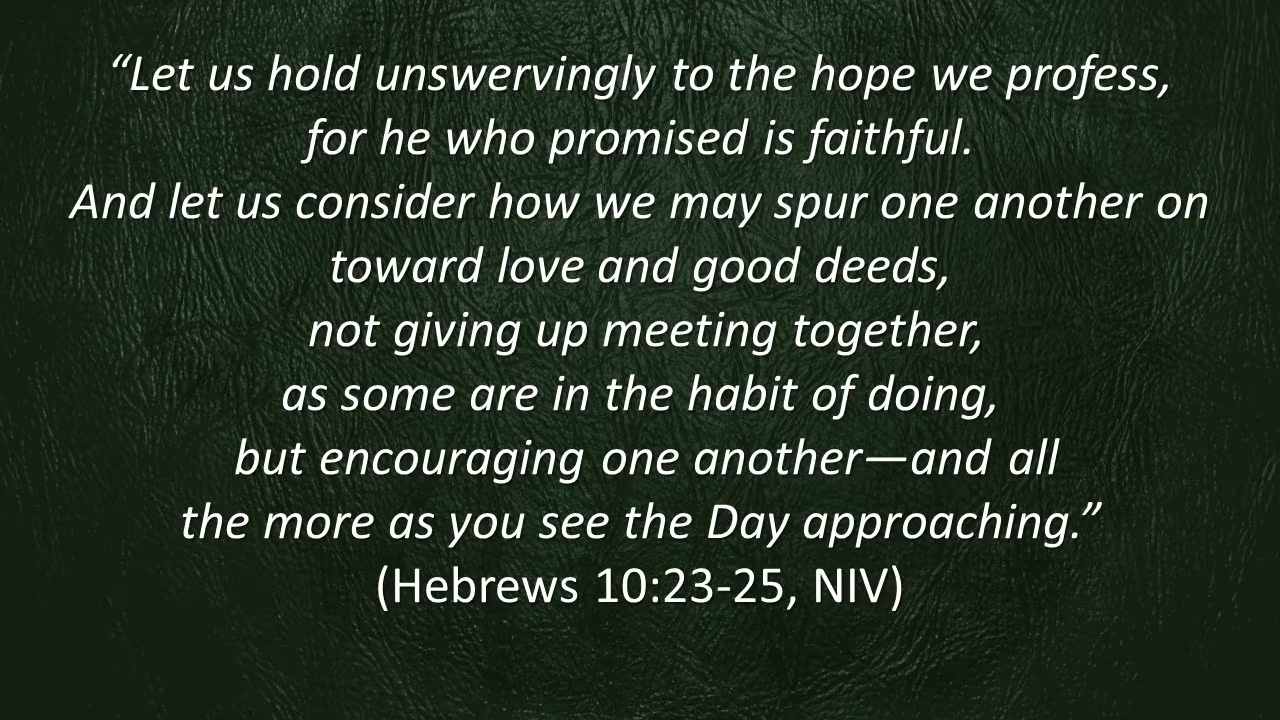 “Let us hold unswervingly to the hope we profess,
for he who promised is faithful.
And let us consider how we may spur one another on
toward love and good deeds,
not giving up meeting together,
as some are in the habit of doing,
but encouraging one another—and all
the more as you see the Day approaching.”
(Hebrews 10:23-25, NIV)